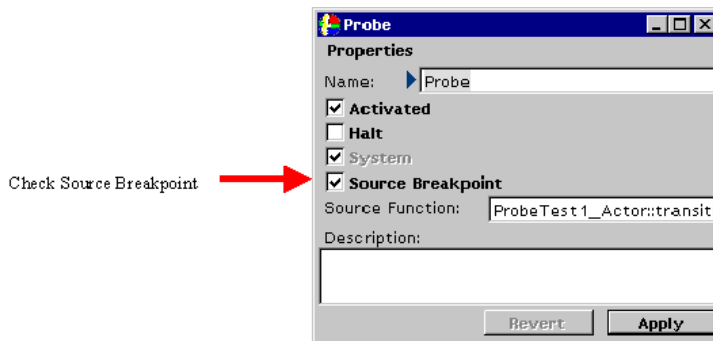 Probe
Properties
Name: Probe
Activated
Halt
System
Check Source Breakpoint
Source Breakpoint
Source Function: ProbeTest1_Actor::transit
Description:
Revert Apply